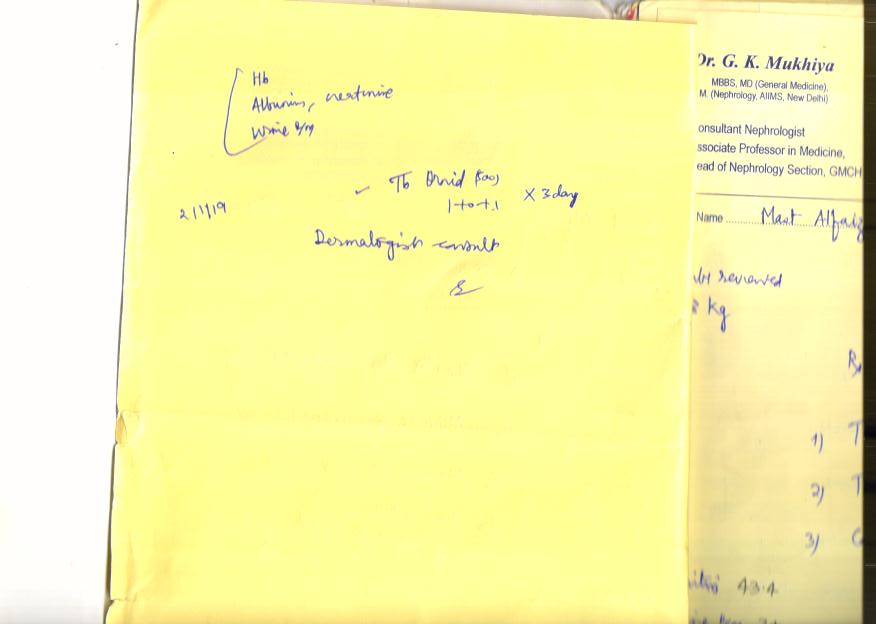 Hb
Albumin, creatinine
Urine R/M
2/1/19
Tb Ornid (500)
1+0+1 X 3 day
Dermatologist consult
Dr. G. K. Mukhiya
MBBS, MD (General Medicine),
M. (Nephrology, AIIMS, New Delhi)
onsultant Nephrologist
ssociate Professor in Medicine,
ead of Nephrology Section, GMCH
Name Mast Alfaiz
reviewed
kg
Rx
1) T
2) T
3) C
43.4